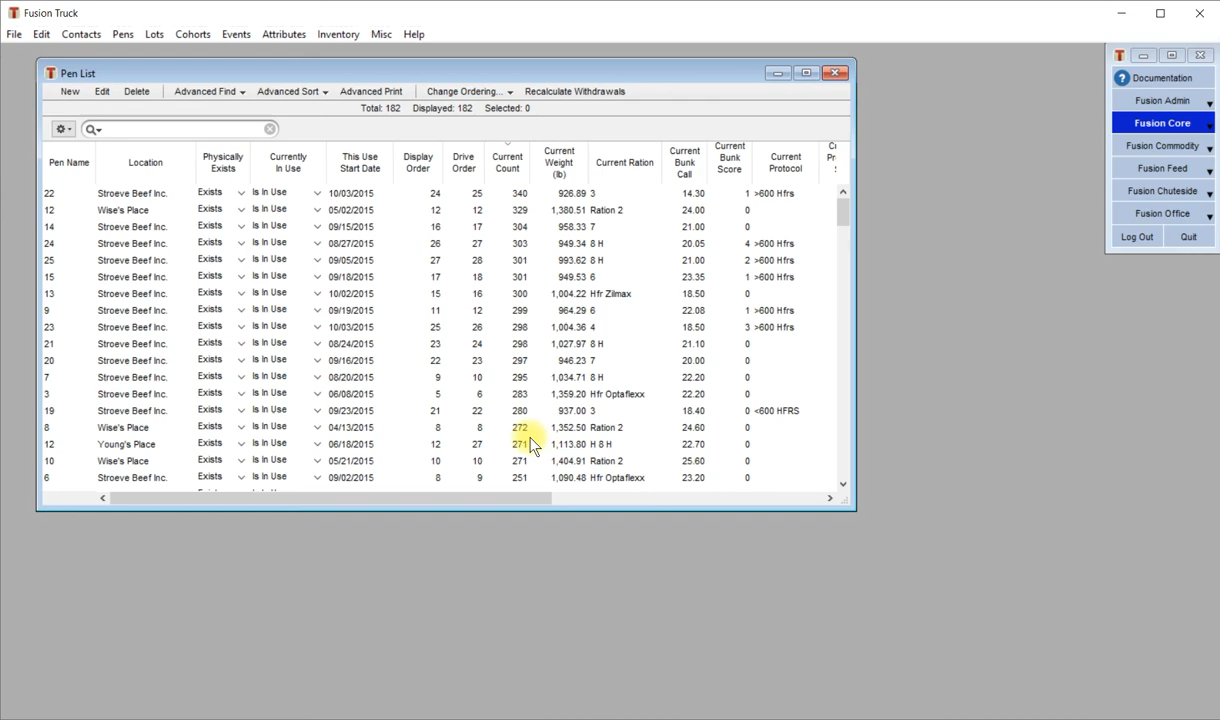 Fusion Truck
File Edit Contacts Pens Lots Cohorts Events Attributes Inventory Misc Help
Pen List
New Edit Delete Advanced Find Advanced Sort Advanced Print Change Ordering... Recalculate Withdrawals
Total: 182 Displayed: 182 Selected: 0
Pen Name Location Physically Exists Currently In Use This Use Start Date Display Order Drive Order Current Count Current Weight (lb) Current Ration Current Bunk Call Current Bunk Score Current Protocol
22 Stroeve Beef Inc. Exists Is In Use 10/03/2015 24 25 340 926.89 3 14.30 1 >600 Hfrs
12 Wise's Place Exists Is In Use 05/02/2015 12 12 329 1,380.51 Ration 2 24.00 0
14 Stroeve Beef Inc. Exists Is In Use 09/15/2015 16 17 304 958.33 7 21.00 0
24 Stroeve Beef Inc. Exists Is In Use 08/27/2015 26 27 303 949.34 8 H 20.05 4 >600 Hfrs
25 Stroeve Beef Inc. Exists Is In Use 09/05/2015 27 28 301 993.62 8 H 21.00 2 >600 Hfrs
15 Stroeve Beef Inc. Exists Is In Use 09/18/2015 17 18 301 949.53 6 23.35 1 >600 Hfrs
13 Stroeve Beef Inc. Exists Is In Use 10/02/2015 15 16 300 1,004.22 Hfr Zilmax 18.50 0
9 Stroeve Beef Inc. Exists Is In Use 09/19/2015 11 12 299 964.29 6 22.08 1 >600 Hfrs
23 Stroeve Beef Inc. Exists Is In Use 10/03/2015 25 26 298 1,004.36 4 18.50 3 >600 Hfrs
21 Stroeve Beef Inc. Exists Is In Use 08/24/2015 23 24 298 1,027.97 8 H 21.10 0
20 Stroeve Beef Inc. Exists Is In Use 09/16/2015 22 23 297 946.23 7 20.00 0
7 Stroeve Beef Inc. Exists Is In Use 08/20/2015 9 10 295 1,034.71 8 H 22.20 0
3 Stroeve Beef Inc. Exists Is In Use 06/08/2015 5 6 283 1,359.20 Hfr Optaflexx 22.20 0
19 Stroeve Beef Inc. Exists Is In Use 09/23/2015 21 22 280 937.00 3 18.40 0 <600 HFRS
8 Wise's Place Exists Is In Use 04/13/2015 8 8 272 1,352.50 Ration 2 24.60 0
12 Young's Place Exists Is In Use 06/18/2015 12 27 271 1,113.80 H 8 H 22.70 0
10 Wise's Place Exists Is In Use 05/21/2015 10 10 271 1,404.91 Ration 2 25.60 0
6 Stroeve Beef Inc. Exists Is In Use 09/02/2015 8 9 251 1,090.48 Hfr Optaflexx 23.20 0
Documentation
Fusion Admin
Fusion Core
Fusion Commodity
Fusion Feed
Fusion Chuteside
Fusion Office
Log Out Quit